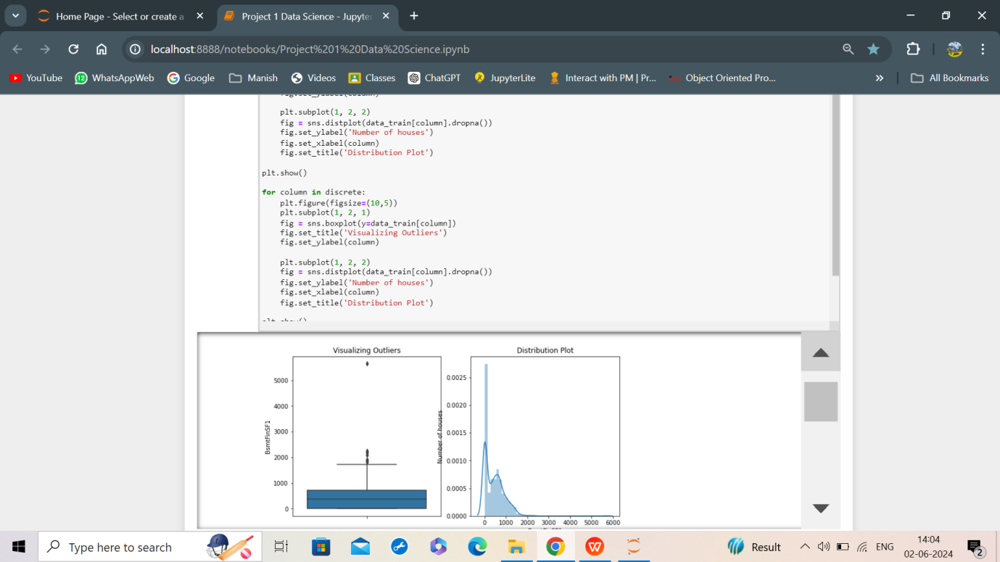 Home Page - Select or create a
Project 1 Data Science - Jupyter
localhost:8888/notebooks/Project%201%20Data%20Science.ipynb
YouTube
12
WhatsAppWeb
Google
Manish
Videos
Classes
ChatGPT
JupyterLite
Interact with PM | Pr...
Object Oriented Pro...
»
All Bookmarks
fig.set_ylabel(column)
plt.subplot(1, 2, 2)
fig = sns.distplot(data_train[column].dropna())
fig.set_ylabel('Number of houses')
fig.set_xlabel(column)
fig.set_title('Distribution Plot')
plt.show()
for column in discrete:
plt.figure(figsize=(10,5))
plt.subplot(1, 2, 1)
fig = sns.boxplot(y=data_train[column])
fig.set_title('Visualizing Outliers')
fig.set_ylabel(column)
plt.subplot(1, 2, 2)
fig = sns.distplot(data_train[column].dropna())
fig.set_ylabel('Number of houses')
fig.set_xlabel(column)
fig.set_title('Distribution Plot')
plt.show()
Visualizing Outliers
5000
4000
3000
2000
1000
0
BsmtFinSF1
Distribution Plot
0.0025
0.0020
0.0015
0.0010
0.0005
0.0000
Number of houses
0 1000 2000 3000 4000 5000 6000
Type here to search
Result
ENG
14:04
02-06-2024
2